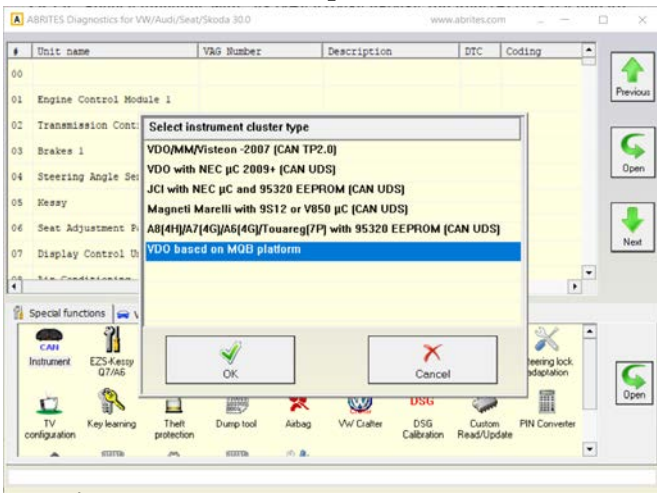 ABRITES Diagnostics for VW/Audi/Seat/Skoda 30.0 www.abrites.com
# Unit name VAG Number Description DTC Coding
00
01 Engine Control Module 1
02 Transmission Cont
03 Brakes 1
04 Steering Angle Se
05 Kessy
06 Seat Adjustment P
07 Display Control U
Previous
Open
Next
Select instrument cluster type
VDO/MM/Visteon -2007 (CAN TP2.0)
VDO with NEC µC 2009+ (CAN UDS)
JCI with NEC µC and 95320 EEPROM (CAN UDS)
Magneti Marelli with 9S12 or V850 µC (CAN UDS)
A8(4H)/A7(4G)/A6(4G)/Touareg(7P) with 95320 EEPROM (CAN UDS)
VDO based on MQB platform
OK Cancel
Special functions
CAN
Instrument
EZS-Kessy
Q7/A6
teering lock
adaptation
TV
configuration
Key learning
Theft
protection
Dump tool
Airbag
VW Crafter
DSG
DSG
Calibration
Custom
Read/Update
PIN Converter
Open